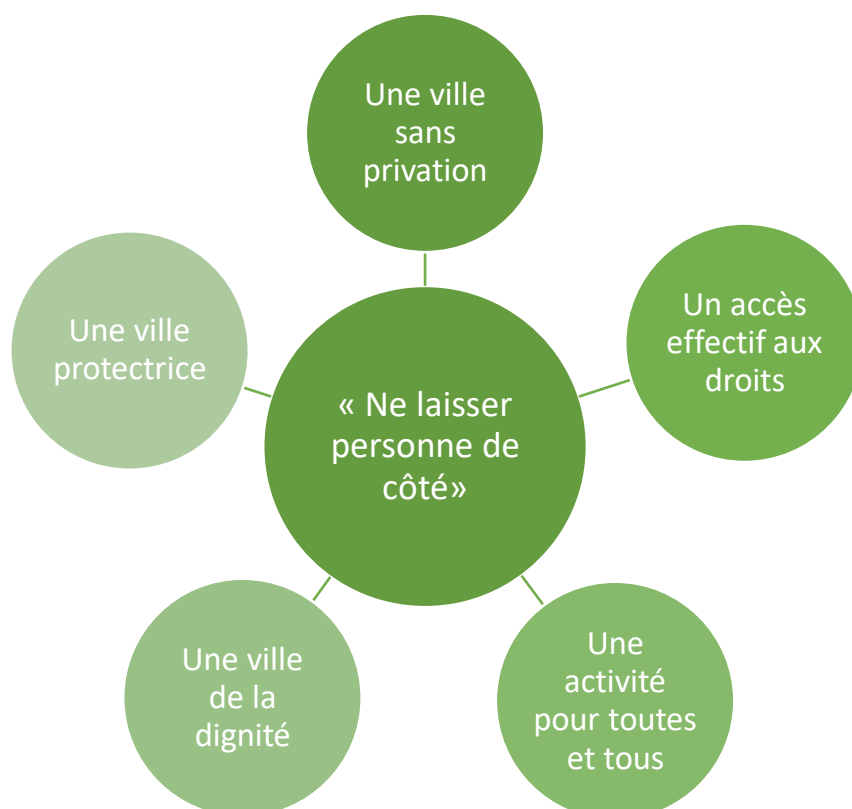 Une ville
sans
privation
Un accès
effectif aux
droits
Une
activité
pour toutes
et tous
Une ville
de la
dignité
Une ville
protectrice
« Ne laisser
personne de
côté»